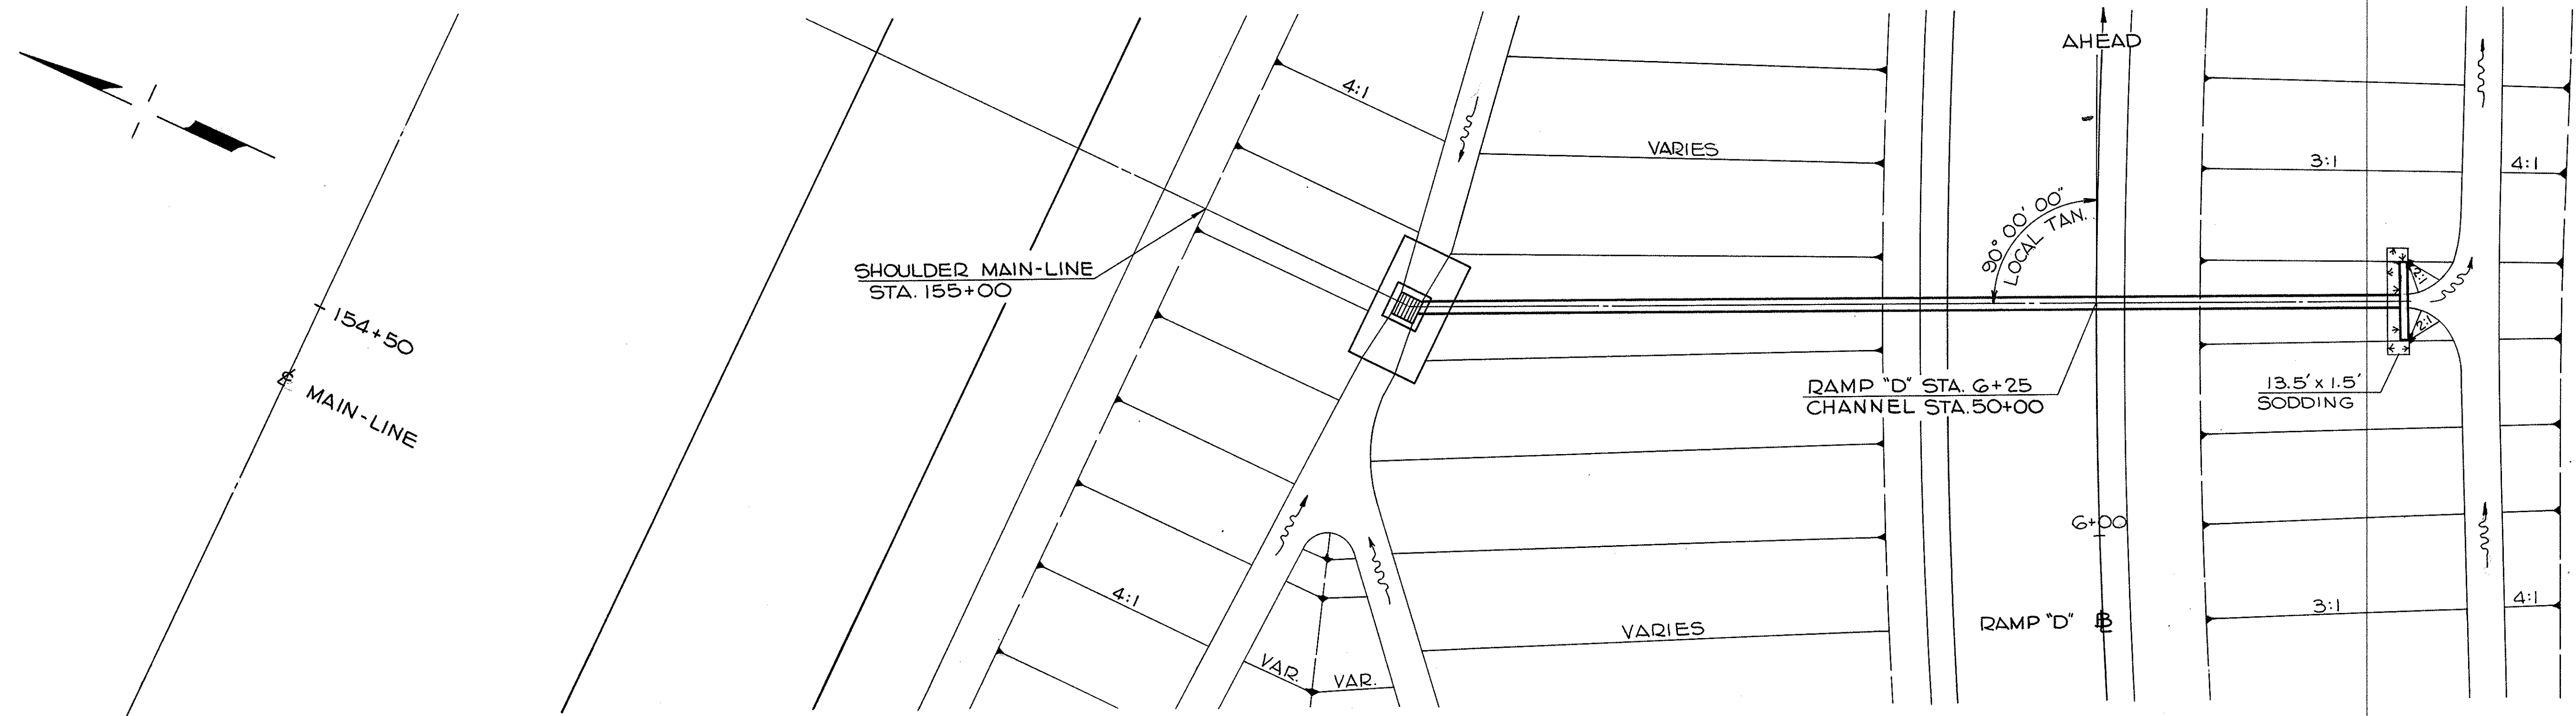 AHEAD
4:1
VARIES
3:1
4:1
90° 00' 00"
LOCAL TAN.
SHOULDER MAIN-LINE
STA. 155+00
2:1
154+50
2:1
RAMP "D" STA. 6+25
CHANNEL STA. 50+00
13.5' x 1.5'
SODDING
℄
MAIN-LINE
6+00
4:1
VARIES
RAMP "D" BL
3:1
4:1
VAR.
VAR.